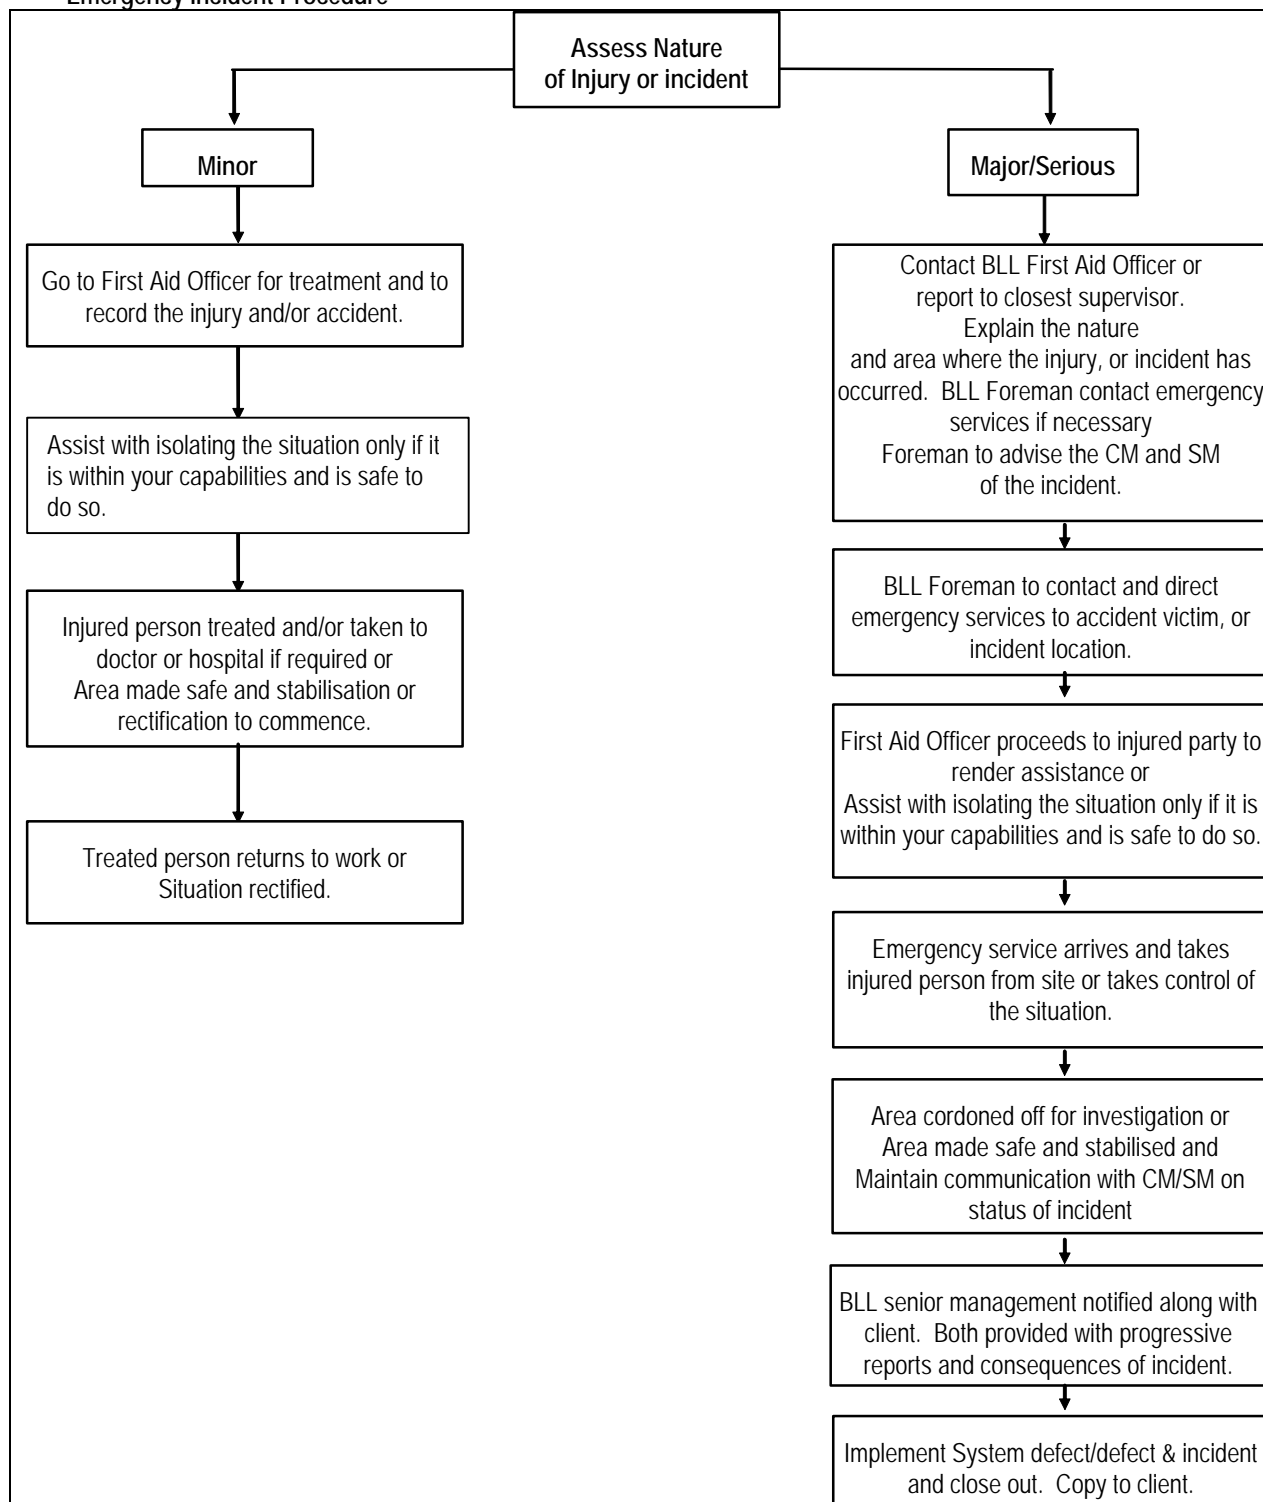 Emergency Incident Procedure
Assess Nature
of Injury or incident
Minor
Go to First Aid Officer for treatment and to
record the injury and/or accident.
Assist with isolating the situation only if it
is within your capabilities and is safe to
do so.
Injured person treated and/or taken to
doctor or hospital if required or
Area made safe and stabilisation or
rectification to commence.
Treated person returns to work or
Situation rectified.
Major/Serious
Contact BLL First Aid Officer or
report to closest supervisor.
Explain the nature
and area where the injury, or incident has
occurred.  BLL Foreman contact emergency
services if necessary
Foreman to advise the CM and SM
of the incident.
BLL Foreman to contact and direct
emergency services to accident victim, or
incident location.
First Aid Officer proceeds to injured party to
render assistance or
Assist with isolating the situation only if it is
within your capabilities and is safe to do so.
Emergency service arrives and takes
injured person from site or takes control of
the situation.
Area cordoned off for investigation or
Area made safe and stabilised and
Maintain communication with CM/SM on
status of incident
BLL senior management notified along with
client.  Both provided with progressive
reports and consequences of incident.
Implement System defect/defect & incident
and close out.  Copy to client.